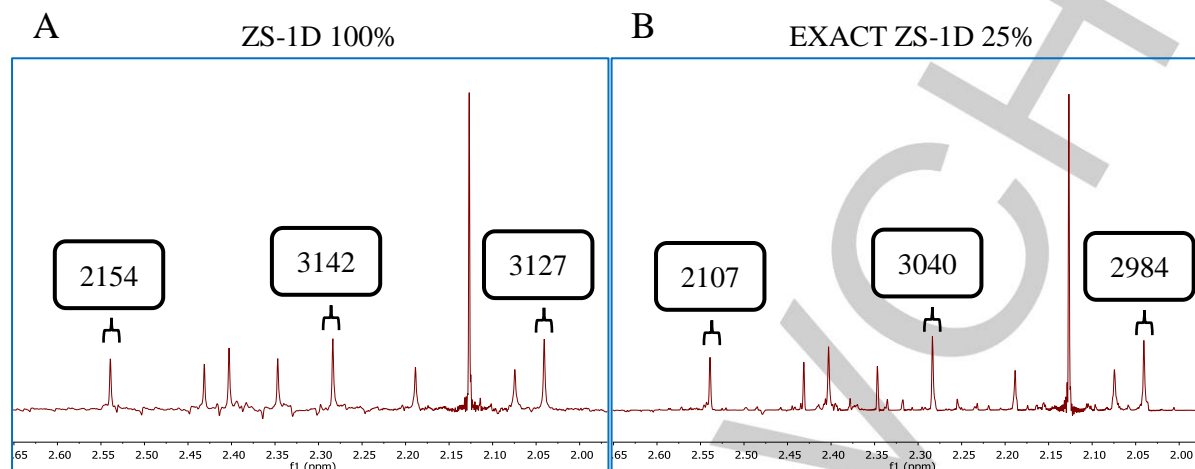 A
ZS-1D 100%
B
EXACT ZS-1D 25%
2154
3142
3127
2107
3040
2984
65 2.60 2.55 2.50 2.45 2.40 2.35 2.30 2.25 2.20 2.15 2.10 2.05 2.00
f1 (ppm)
65 2.60 2.55 2.50 2.45 2.40 2.35 2.30 2.25 2.20 2.15 2.10 2.05 2.00
f1 (ppm)
YCH